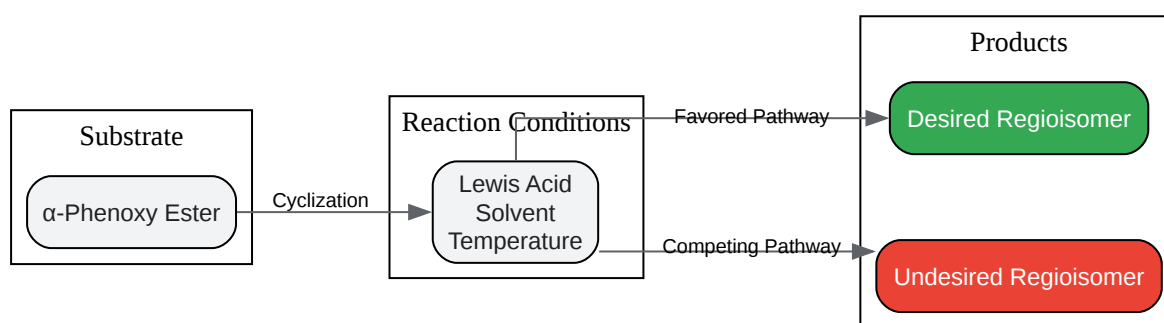 Substrate
α-Phenoxy Ester
Cyclization
Reaction Conditions
Lewis Acid
Solvent
Temperature
Favored Pathway
Competing Pathway
Products
Desired Regioisomer
Undesired Regioisomer